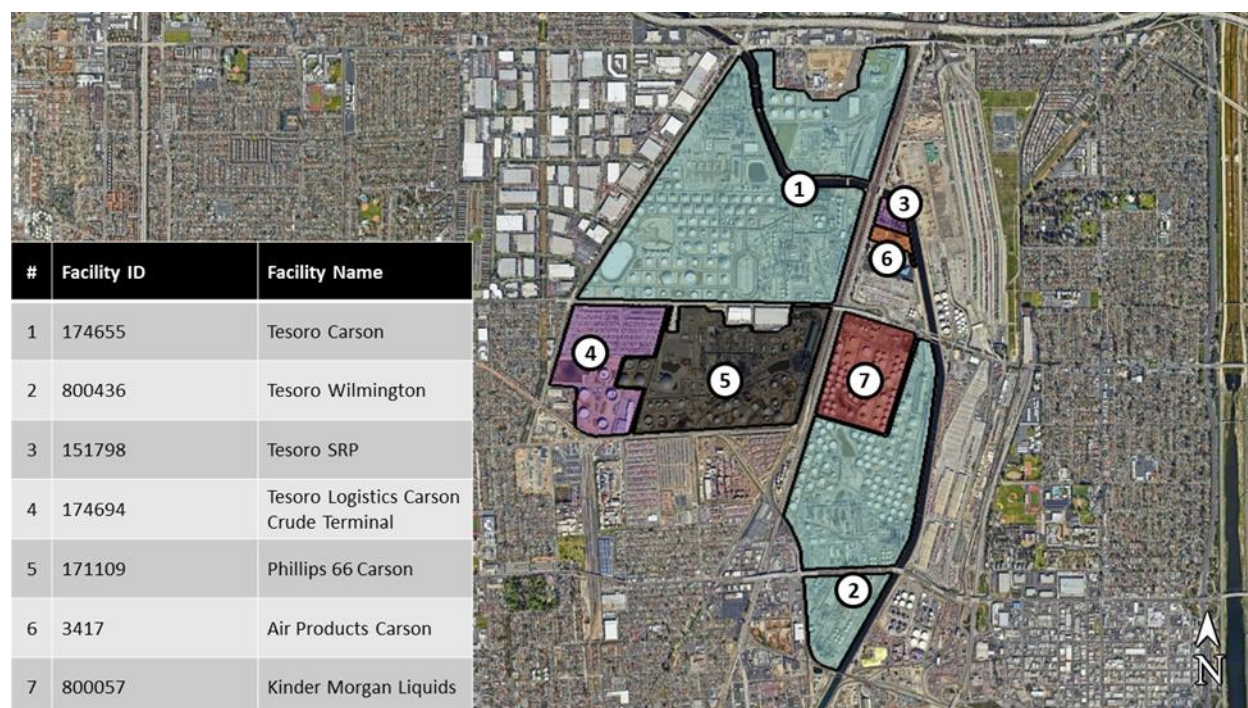 # Facility ID Facility Name
1 174655 Tesoro Carson
2 800436 Tesoro Wilmington
3 151798 Tesoro SRP
4 174694 Tesoro Logistics Carson
Crude Terminal
5 171109 Phillips 66 Carson
6 3417 Air Products Carson
7 800057 Kinder Morgan Liquids
1
3
6
4
5
7
2
N